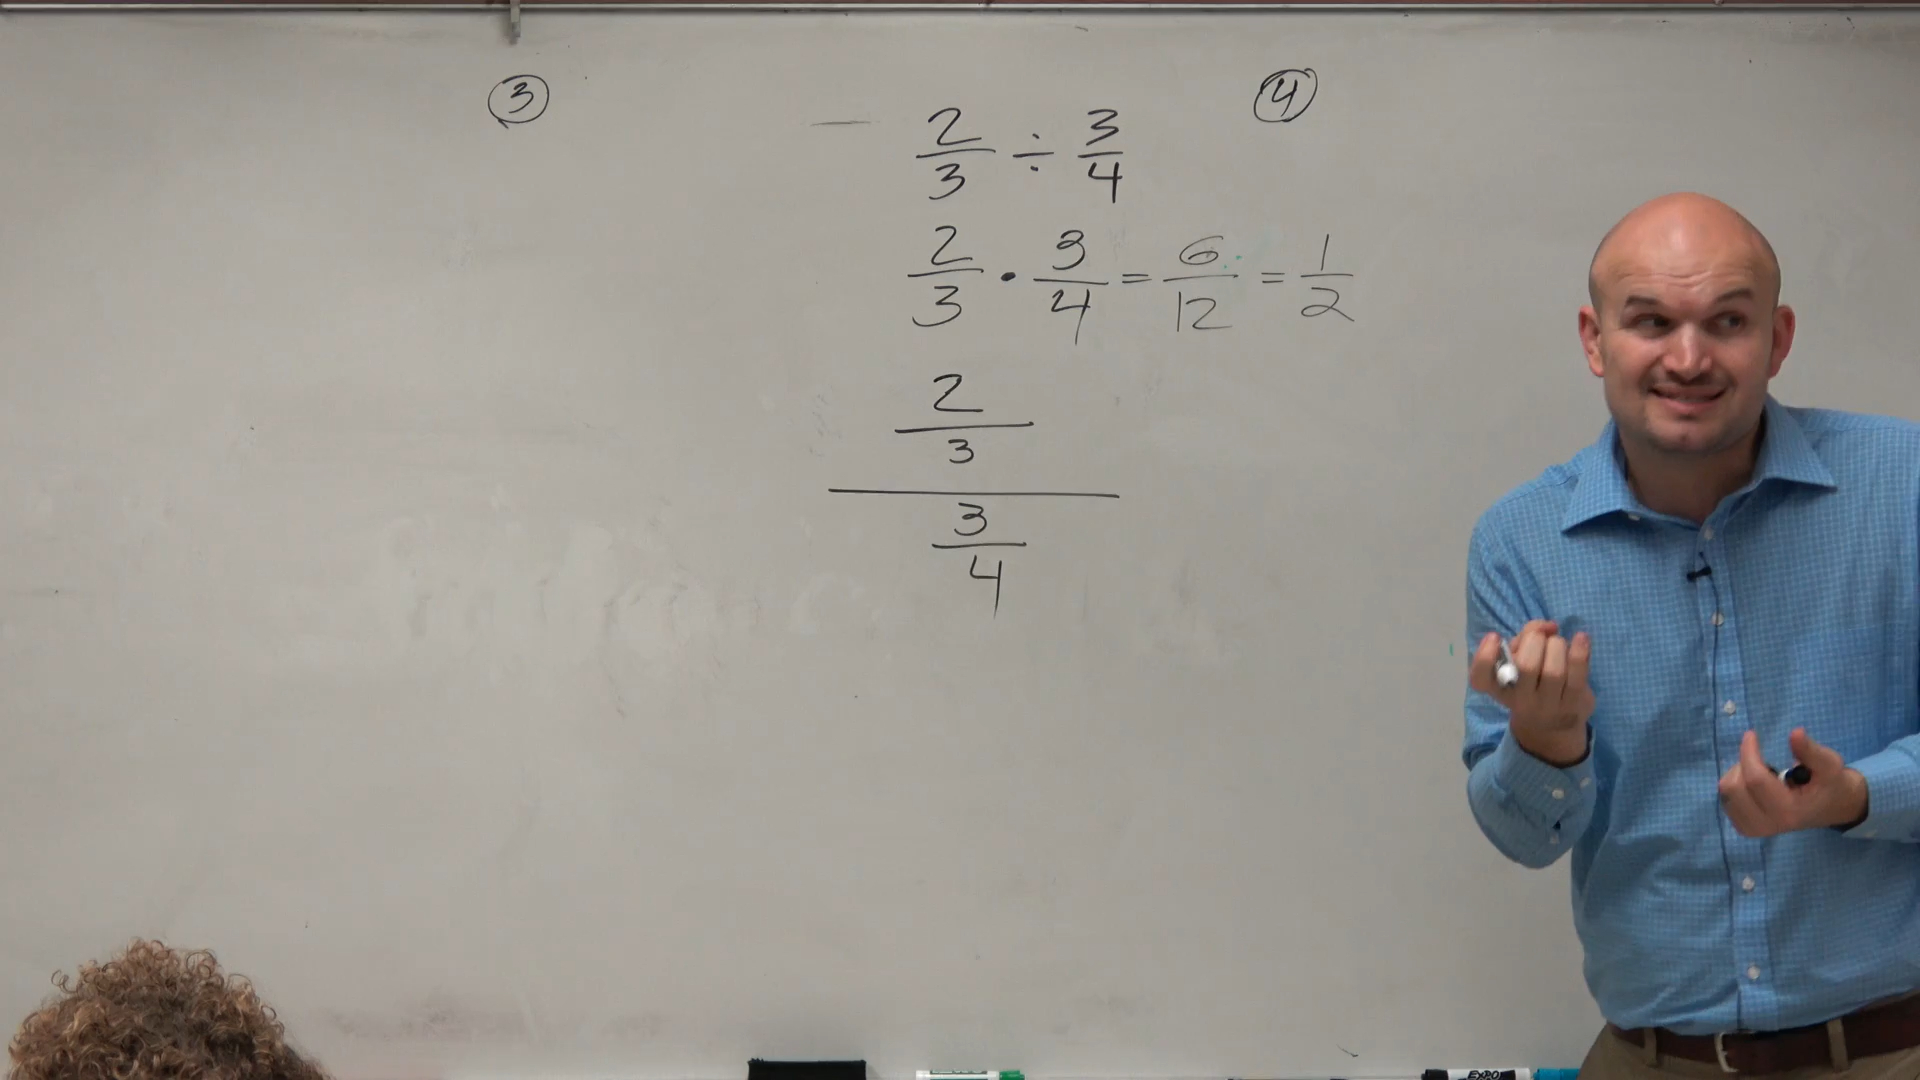 3
4
2/3 ÷ 3/4
2/3 · 3/4 = 6/12 = 1/2
2/3
3/4
EXPO